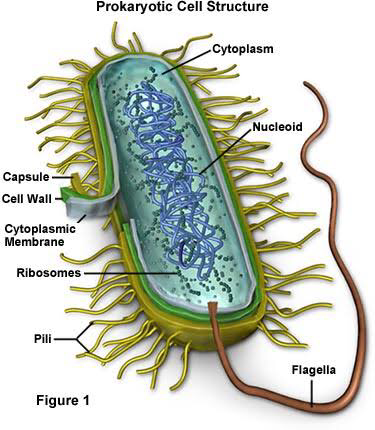 Prokaryotic Cell Structure
Cytoplasm
Nucleoid
Capsule
Cell Wall
Cytoplasmic
Membrane
Ribosomes
Pili
Flagella
Figure 1